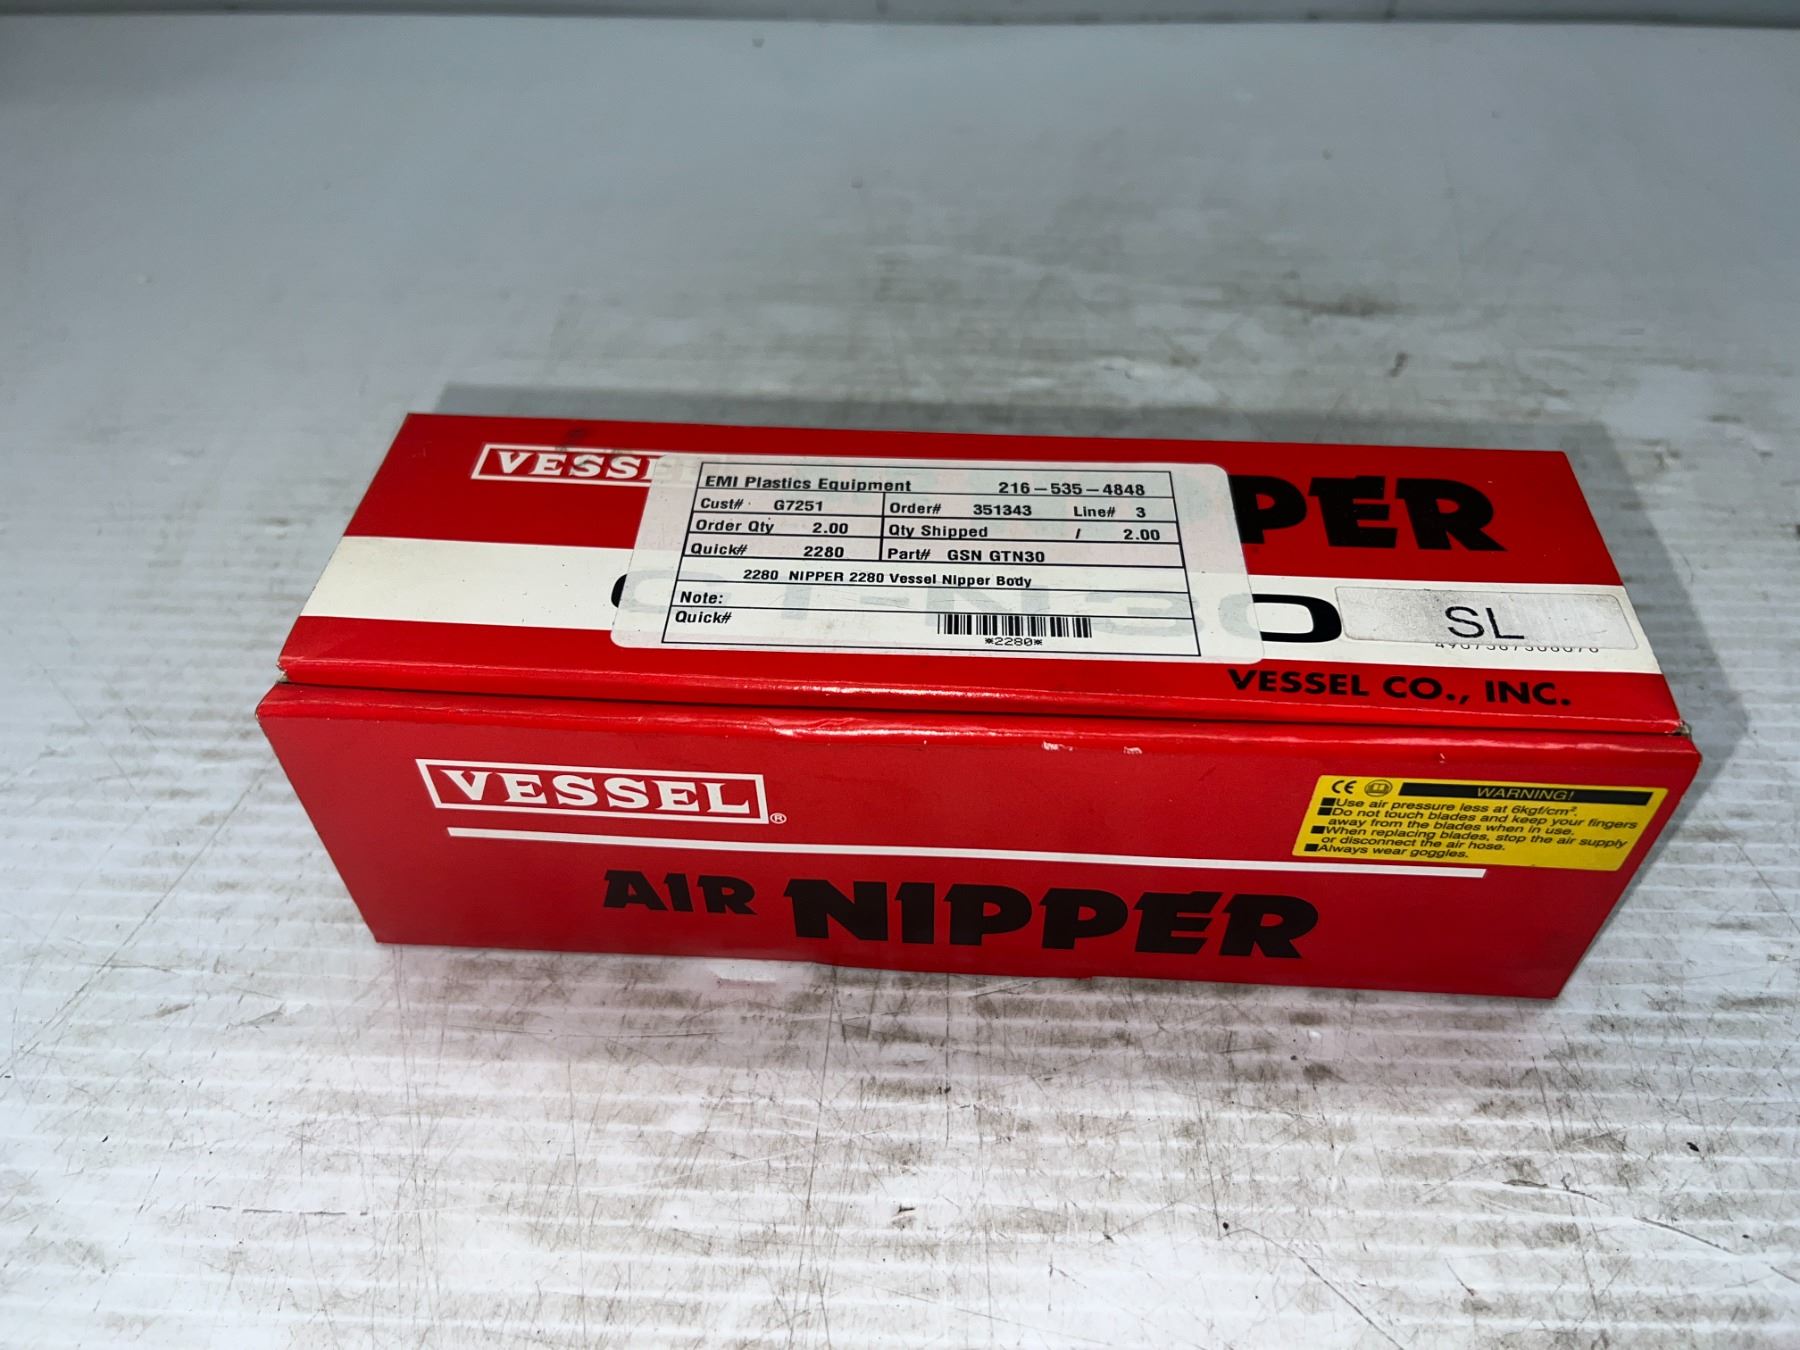 VESSEL
PER
EMI Plastics Equipment 216-535-4848
Cust# G7251 Order# 351343 Line# 3
Order Qty 2.00 Qty Shipped / 2.00
Quick# 2280 Part# GSN GTN30
2280 NIPPER 2280 Vessel Nipper Body
Note:
Quick#
*2280*
GT-N30
SL
VESSEL CO., INC.
VESSEL®
AIR NIPPER
CE WARNING!
■Use air pressure less at 6kgf/cm².
■Do not touch blades and keep your fingers
away from the blades when in use.
■When replacing blades, stop the air supply
or disconnect the air hose.
■Always wear goggles.